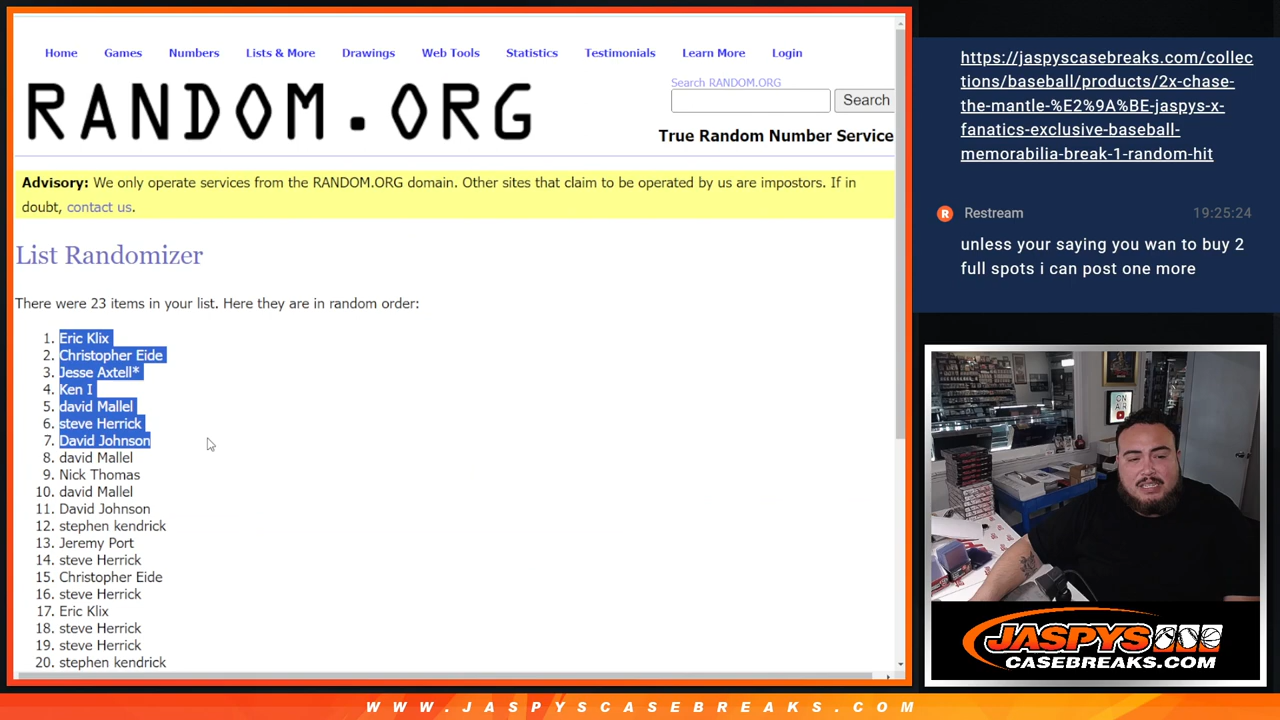 Home Games Numbers Lists & More Drawings Web Tools Statistics Testimonials Learn More Login
RANDOM.ORG
Search RANDOM.ORG
Search
True Random Number Service
Advisory: We only operate services from the RANDOM.ORG domain. Other sites that claim to be operated by us are impostors. If in
doubt, contact us.
List Randomizer
There were 23 items in your list. Here they are in random order:
1. Eric Klix
2. Christopher Eide
3. Jesse Axtell*
4. Ken I
5. david Mallel
6. steve Herrick
7. David Johnson
8. david Mallel
9. Nick Thomas
10. david Mallel
11. David Johnson
12. stephen kendrick
13. Jeremy Port
14. steve Herrick
15. Christopher Eide
16. steve Herrick
17. Eric Klix
18. steve Herrick
19. steve Herrick
20. stephen kendrick
https://jaspyscasebreaks.com/collec
tions/baseball/products/2x-chase-
the-mantle-%E2%9A%BE-jaspys-x-
fanatics-exclusive-baseball-
memorabilia-break-1-random-hit
R Restream 19:25:24
unless your saying you wan to buy 2
full spots i can post one more
ON
AIR
JASPYS
CASEBREAKS.COM
WWW.JASPYSCASEBREAKS.COM